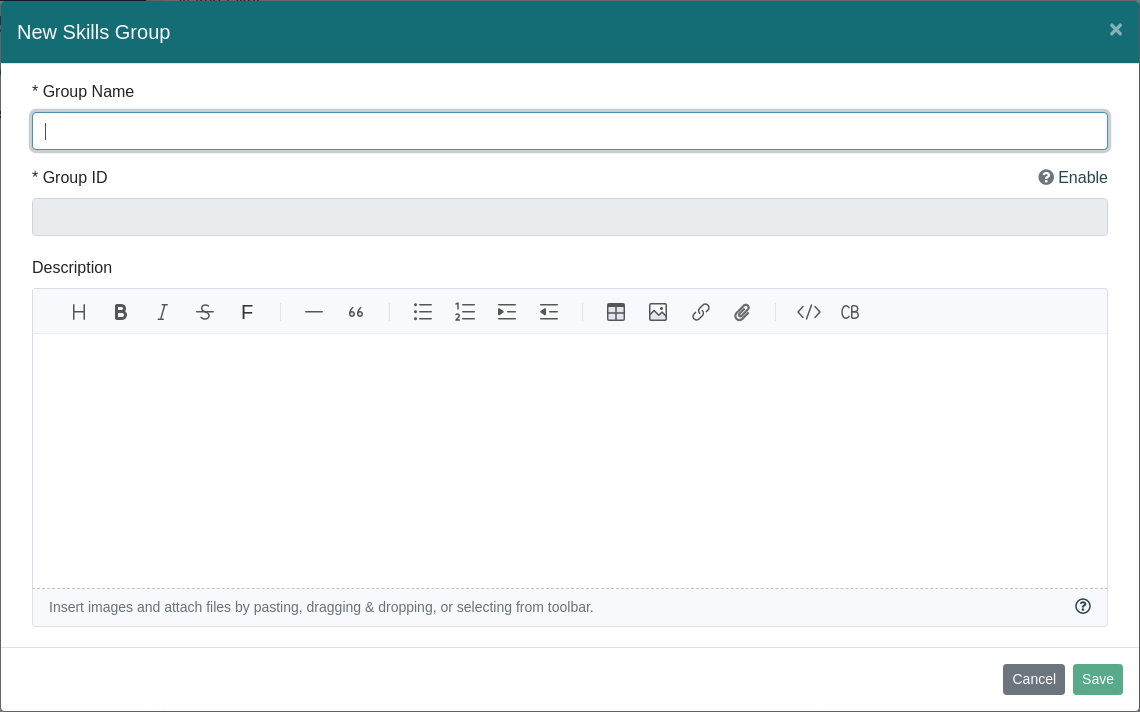 New Skills Group
×
* Group Name
* Group ID
Enable
Description
H B I S F — 66 </> CB
Insert images and attach files by pasting, dragging & dropping, or selecting from toolbar.
Cancel Save